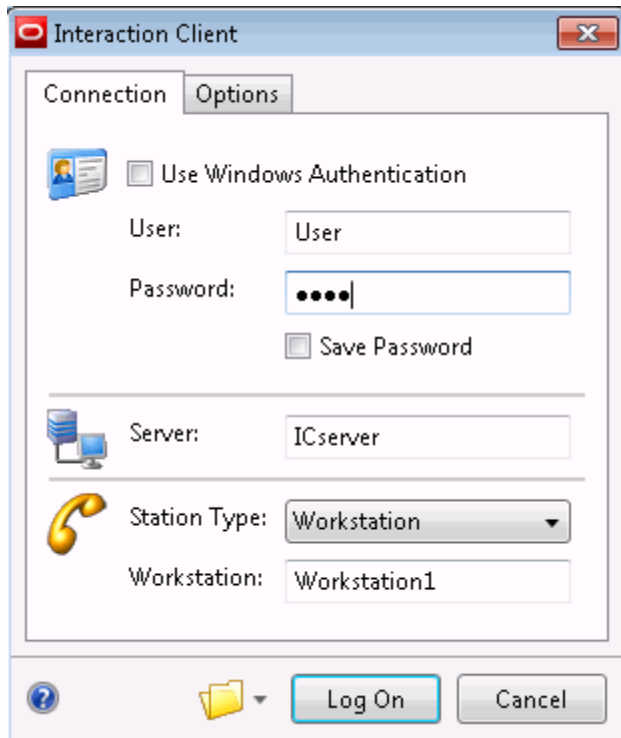 Interaction Client
Connection Options
Use Windows Authentication
User: User
Password: ••••
Save Password
Server: ICserver
Station Type: Workstation
Workstation: Workstation1
Log On Cancel